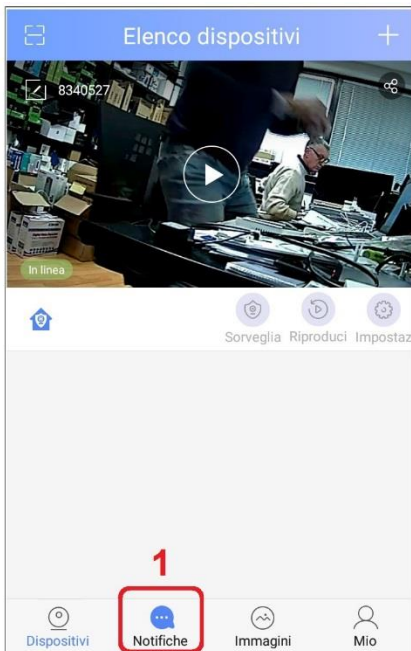 Elenco dispositivi
8340527
In linea
Sorveglia Riproduci Impostaz
1
Dispositivi Notifiche Immagini Mio